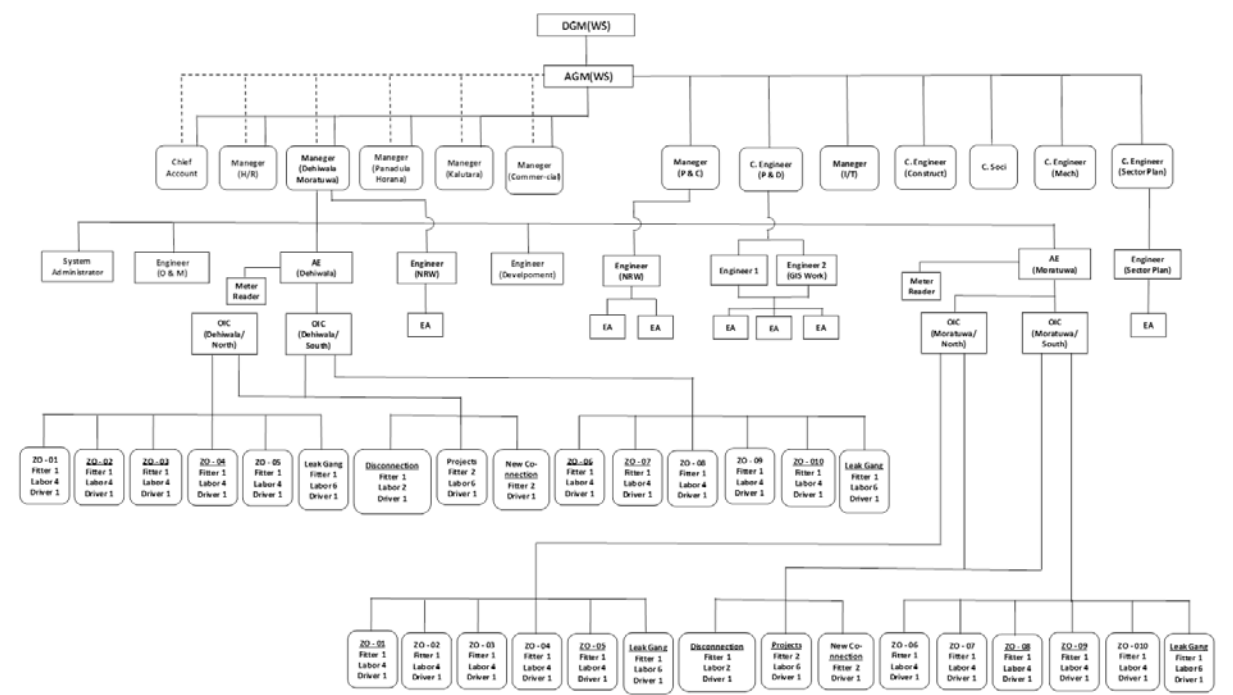 DGM(WS)
AGM(WS)
Chief
Account
Maneger
(H/R)
Maneger
(Dehiwala
Moratuwa)
Maneger
(Panadula
Horana)
Maneger
(Kalutara)
Maneger
(Commer-cial)
Maneger
(P & C)
C. Engineer
(P & D)
Maneger
(I/T)
C. Engineer
(Construct)
C. Soci
C. Engineer
(Mech)
C. Engineer
(Sector Plan)
System
Administrator
Engineer
(O & M)
AE
(Dehiwala)
Engineer
(NRW)
Engineer
(Develpoment)
Engineer
(NRW)
Engineer 1
Engineer 2
(GIS Work)
AE
(Moratuwa)
Engineer
(Sector Plan)
Meter
Reader
Meter
Reader
OIC
(Dehiwala/
North)
OIC
(Dehiwala/
South)
EA
EA
EA
EA
EA
EA
OIC
(Moratuwa/
North)
OIC
(Moratuwa/
South)
EA
ZO - 01
Fitter 1
Labor 4
Driver 1
ZO - 02
Fitter 1
Labor 4
Driver 1
ZO - 03
Fitter 1
Labor 4
Driver 1
ZO - 04
Fitter 1
Labor 4
Driver 1
ZO - 05
Fitter 1
Labor 4
Driver 1
Leak Gang
Fitter 1
Labor 6
Driver 1
Disconnection
Fitter 1
Labor 2
Driver 1
Projects
Fitter 2
Labor 6
Driver 1
New Co-
nnection
Fitter 2
Driver 1
ZO - 06
Fitter 1
Labor 4
Driver 1
ZO - 07
Fitter 1
Labor 4
Driver 1
ZO - 08
Fitter 1
Labor 4
Driver 1
ZO - 09
Fitter 1
Labor 4
Driver 1
ZO - 010
Fitter 1
Labor 4
Driver 1
Leak Gang
Fitter 1
Labor 6
Driver 1
ZO - 01
Fitter 1
Labor 4
Driver 1
ZO - 02
Fitter 1
Labor 4
Driver 1
ZO - 03
Fitter 1
Labor 4
Driver 1
ZO - 04
Fitter 1
Labor 4
Driver 1
ZO - 05
Fitter 1
Labor 4
Driver 1
Leak Gang
Fitter 1
Labor 6
Driver 1
Disconnection
Fitter 1
Labor 2
Driver 1
Projects
Fitter 2
Labor 6
Driver 1
New Co-
nnection
Fitter 2
Driver 1
ZO - 06
Fitter 1
Labor 4
Driver 1
ZO - 07
Fitter 1
Labor 4
Driver 1
ZO - 08
Fitter 1
Labor 4
Driver 1
ZO - 09
Fitter 1
Labor 4
Driver 1
ZO - 010
Fitter 1
Labor 4
Driver 1
Leak Gang
Fitter 1
Labor 6
Driver 1